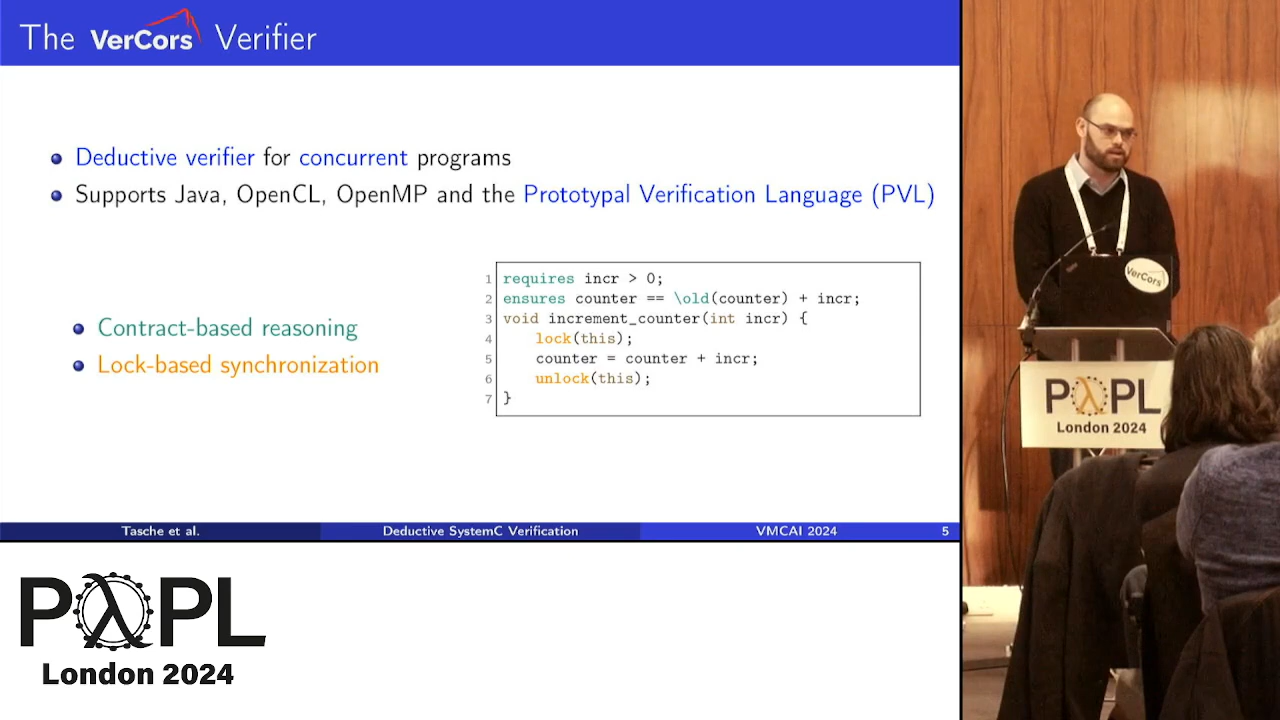 The VerCors Verifier
Deductive verifier for concurrent programs
Supports Java, OpenCL, OpenMP and the Prototypal Verification Language (PVL)
Contract-based reasoning
Lock-based synchronization
1 requires incr > 0;
2 ensures counter == \old(counter) + incr;
3 void increment_counter(int incr) {
4 lock(this);
5 counter = counter + incr;
6 unlock(this);
7 }
Tasche et al. Deductive SystemC Verification VMCAI 2024 5
PλPL
London 2024
VerCors
PλPL
London 2024